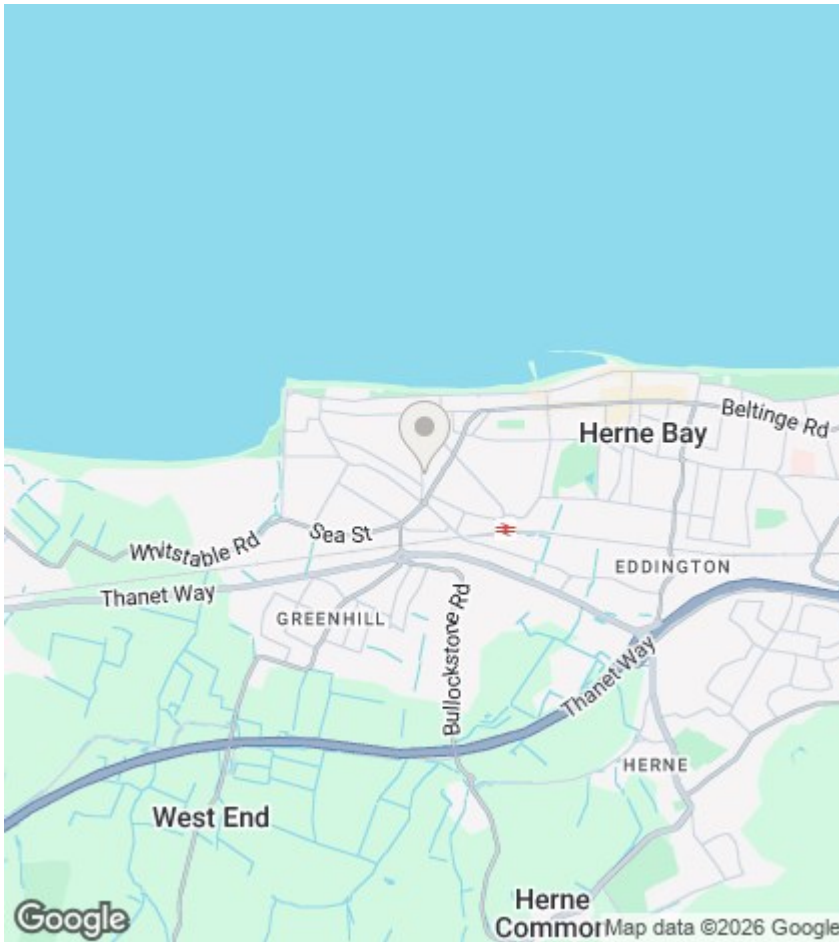 Beltinge Rd
Herne Bay
Sea St
Whitstable Rd
EDDINGTON
Thanet Way
GREENHILL
Bullockstone Rd
Thanet Way
HERNE
West End
Herne
Common
Google
Map data ©2026 Google